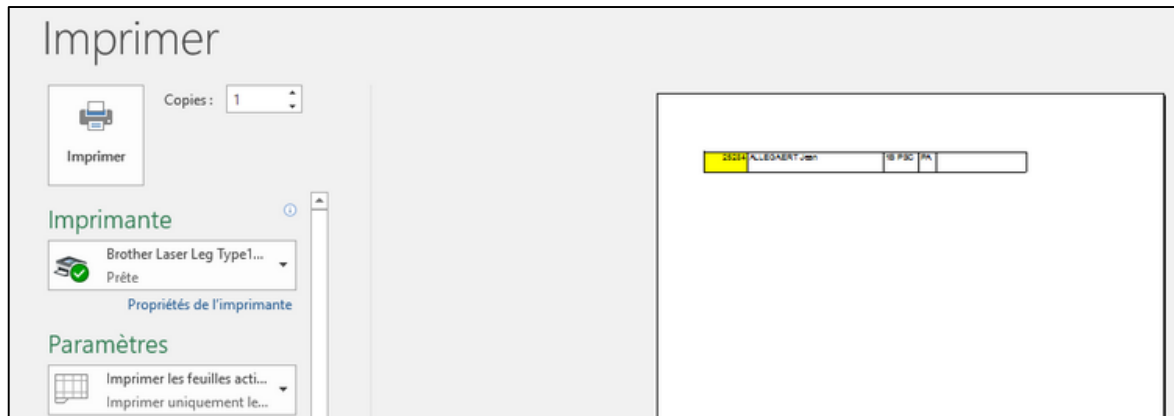 Imprimer
Copies : 1
Imprimer
Imprimante
Brother Laser Leg Type1...
Prête
Propriétés de l'imprimante
Paramètres
Imprimer les feuilles acti...
Imprimer uniquement le...
ALLEGAERT Jean PA